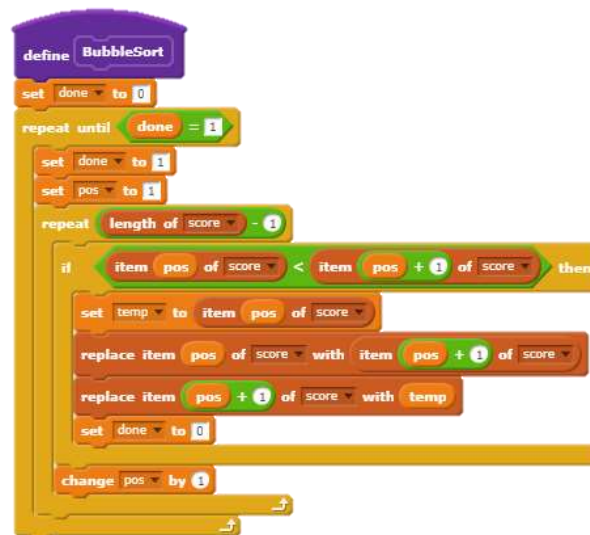 define BubbleSort
set done to 0
repeat until done = 1
set done to 1
set pos to 1
repeat length of score - 1
if item pos of score < item pos + 1 of score then
set temp to item pos of score
replace item pos of score with item pos + 1 of score
replace item pos + 1 of score with temp
set done to 0
change pos by 1